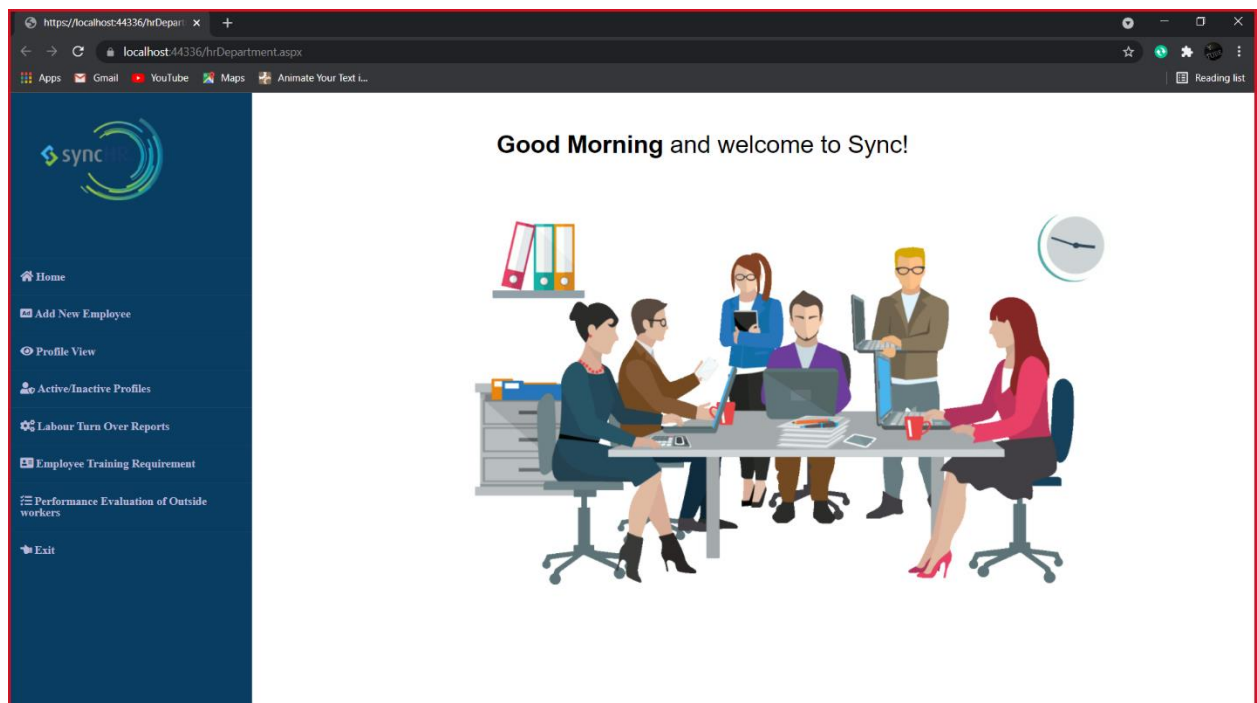 https://localhost:44336/hrDepart
localhost:44336/hrDepartment.aspx
Apps Gmail YouTube Maps Animate Your Text i...
Reading list
syncHR
Good Morning and welcome to Sync!
Home
Add New Employee
Profile View
Active/Inactive Profiles
Labour Turn Over Reports
Employee Training Requirement
Performance Evaluation of Outside
workers
Exit